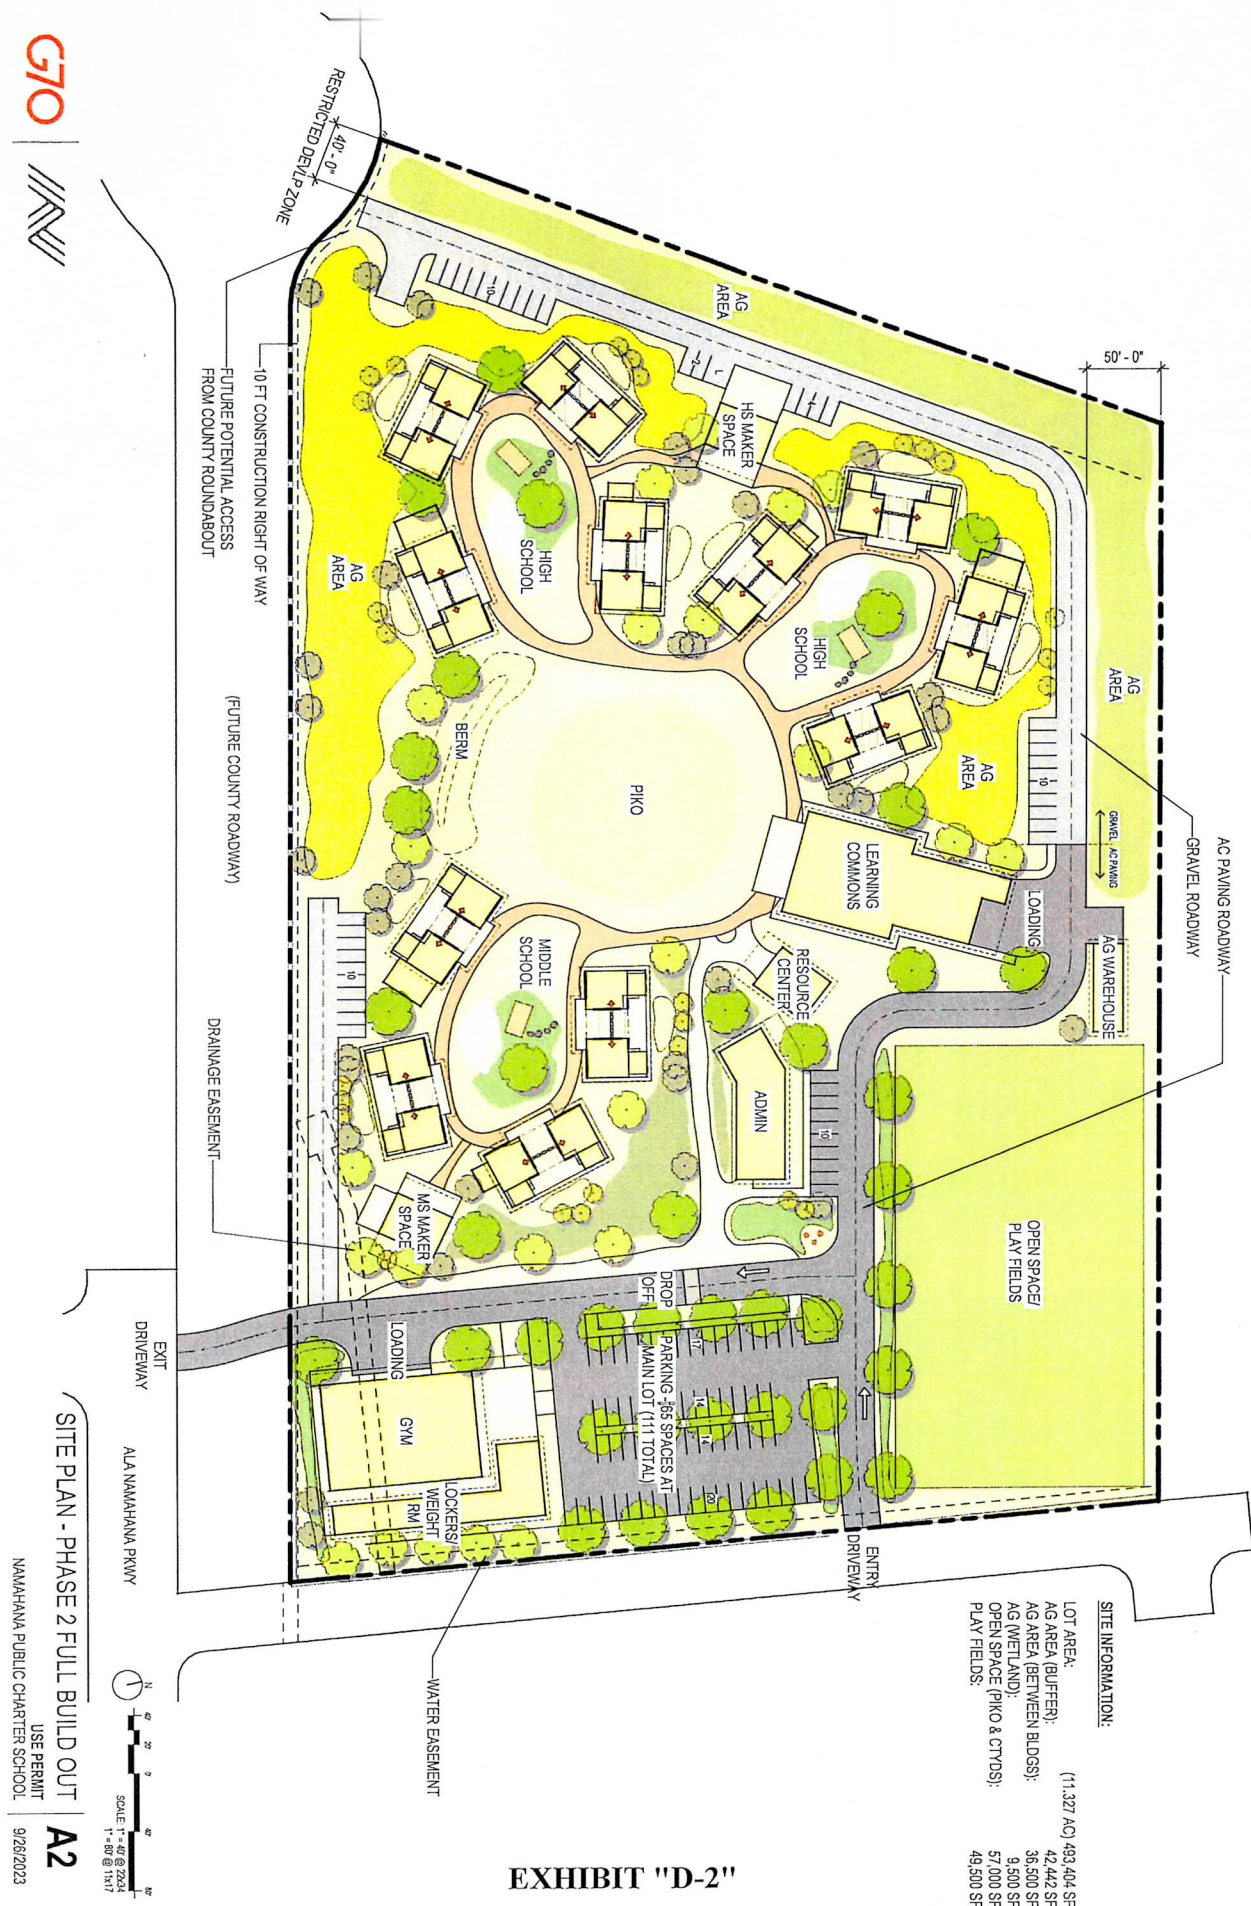 G70
RESTRICTED DEVLP ZONE
40' - 0"
50' - 0"
AC PAVING ROADWAY
GRAVEL ROADWAY
AG
AREA
AG
AREA
GRAVEL
AC PAVING
AG WAREHOUSE
LOADING
10
2
L
4
10
HS MAKER
SPACE
HIGH
SCHOOL
HIGH
SCHOOL
AG
AREA
AG
AREA
LEARNING
COMMONS
PIKO
BERM
RESOURCE
CENTER
ADMIN
10
OPEN SPACE/
PLAY FIELDS
MIDDLE
SCHOOL
10
MS MAKER
SPACE
DROP
OFF
PARKING - 65 SPACES AT
MAIN LOT (111 TOTAL)
17
14
14
20
LOADING
GYM
LOCKERS/
WEIGHT
RM
ENTRY
DRIVEWAY
EXIT
DRIVEWAY
10 FT CONSTRUCTION RIGHT OF WAY
FUTURE POTENTIAL ACCESS
FROM COUNTY ROUNDABOUT
(FUTURE COUNTY ROADWAY)
DRAINAGE EASEMENT
WATER EASEMENT
ALA NAMAHANA PKWY
SITE INFORMATION:
LOT AREA: (11.327 AC) 493,404 SF
AG AREA (BUFFER): 42,442 SF
AG AREA (BETWEEN BLDGS): 36,500 SF
AG (WETLAND): 9,500 SF
OPEN SPACE (PIKO & CTYDS): 57,000 SF
PLAY FIELDS: 49,500 SF
N
40' 20' 0 40' 80'
SCALE: 1" = 40' @ 22x34
1" = 80' @ 11x17
SITE PLAN - PHASE 2 FULL BUILD OUT
USE PERMIT
NAMAHANA PUBLIC CHARTER SCHOOL
9/26/2023
A2
EXHIBIT "D-2"